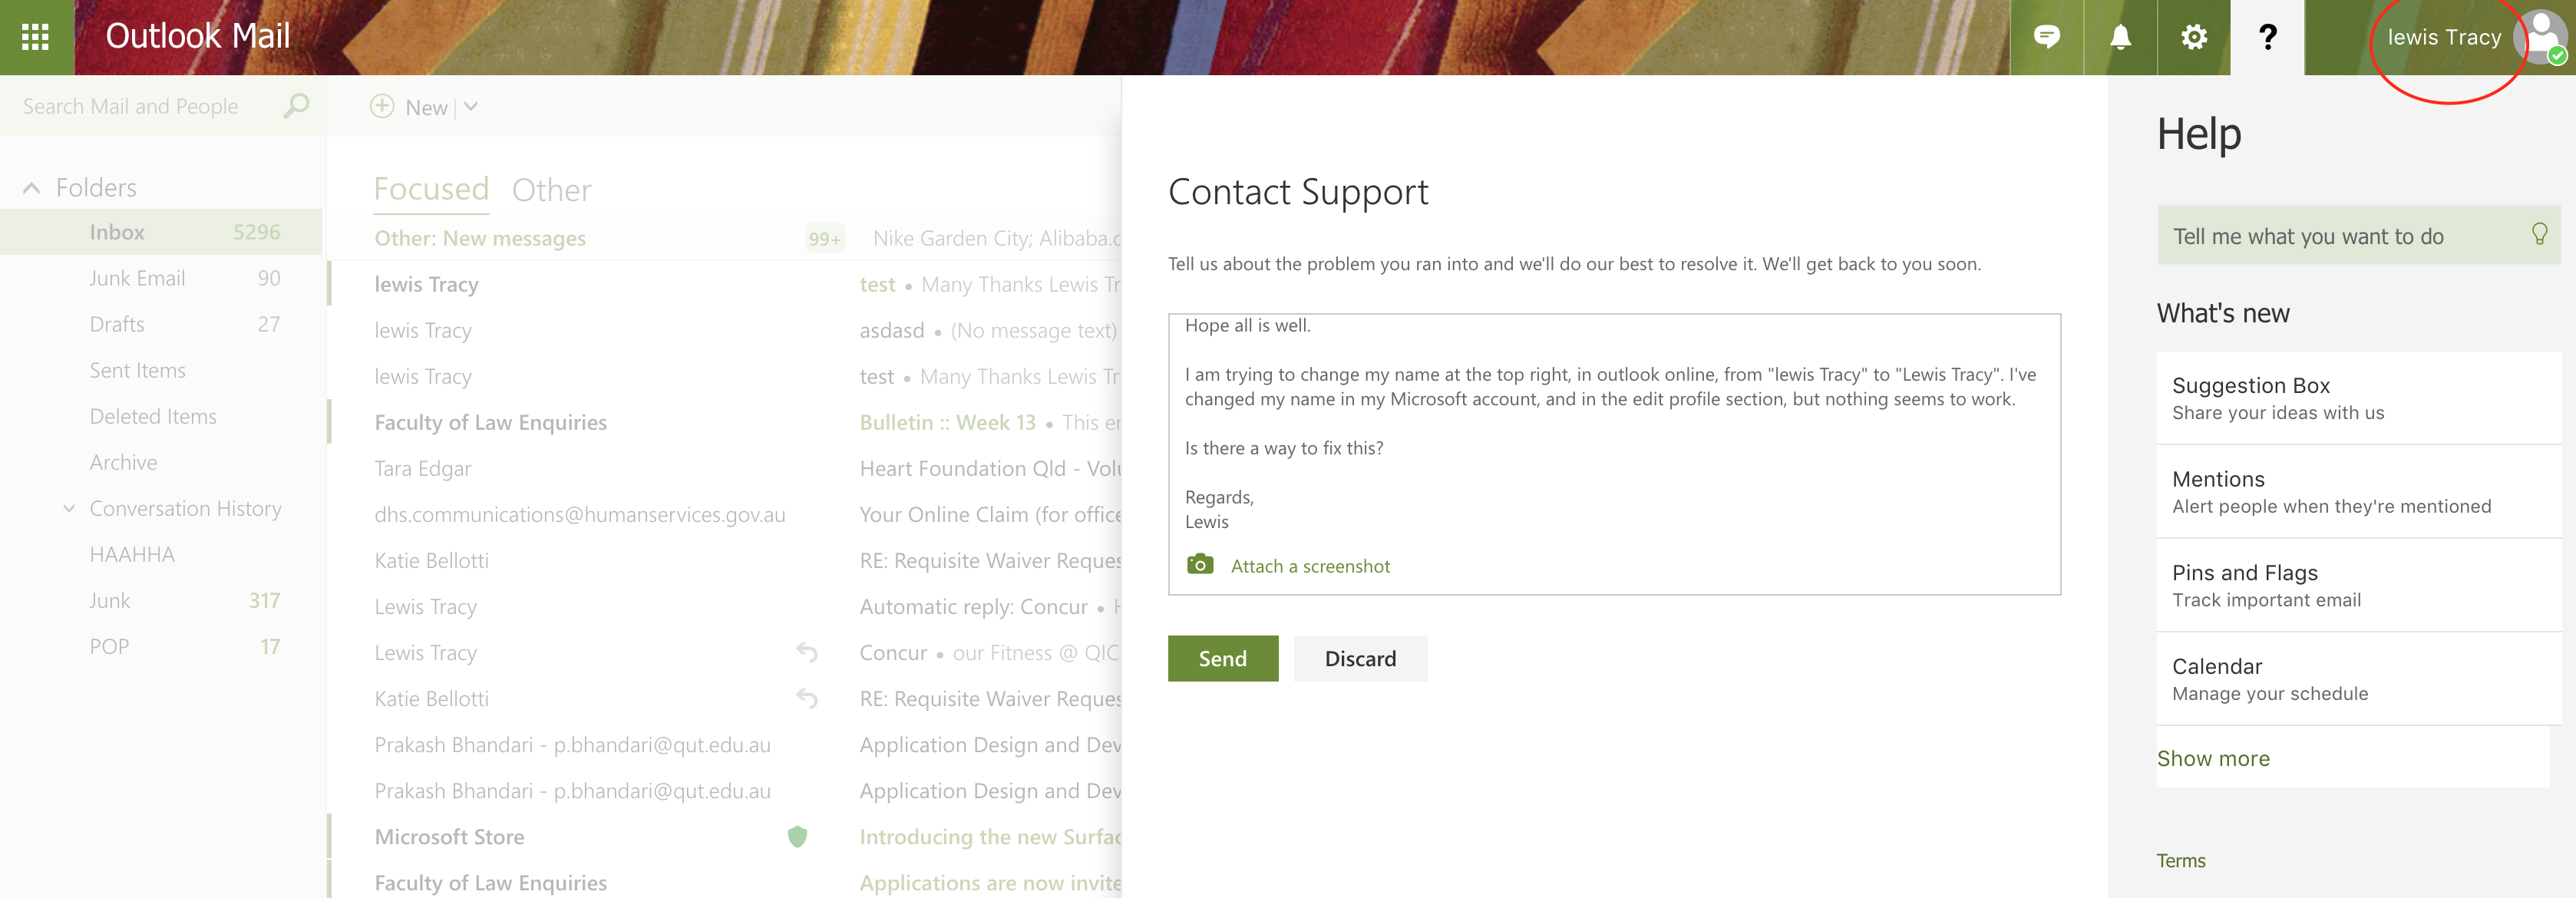 Outlook Mail
?
lewis Tracy
Search Mail and People
New
Folders
Inbox 5296
Junk Email 90
Drafts 27
Sent Items
Deleted Items
Archive
Conversation History
HAAHHA
Junk 317
POP 17
Focused Other
Other: New messages 99+ Nike Garden City; Alibaba.c
lewis Tracy test • Many Thanks Lewis Tr
lewis Tracy asdasd • (No message text)
lewis Tracy test • Many Thanks Lewis Tr
Faculty of Law Enquiries Bulletin :: Week 13 • This er
Tara Edgar Heart Foundation Qld - Volu
dhs.communications@humanservices.gov.au Your Online Claim (for office
Katie Bellotti RE: Requisite Waiver Reques
Lewis Tracy Automatic reply: Concur • H
Lewis Tracy Concur • our Fitness @ QIC
Katie Bellotti RE: Requisite Waiver Reques
Prakash Bhandari - p.bhandari@qut.edu.au Application Design and Dev
Prakash Bhandari - p.bhandari@qut.edu.au Application Design and Dev
Microsoft Store Introducing the new Surfac
Faculty of Law Enquiries Applications are now invite
Contact Support
Tell us about the problem you ran into and we'll do our best to resolve it. We'll get back to you soon.
Hope all is well.
I am trying to change my name at the top right, in outlook online, from "lewis Tracy" to "Lewis Tracy". I've
changed my name in my Microsoft account, and in the edit profile section, but nothing seems to work.
Is there a way to fix this?
Regards,
Lewis
Attach a screenshot
Send Discard
Help
Tell me what you want to do
What's new
Suggestion Box
Share your ideas with us
Mentions
Alert people when they're mentioned
Pins and Flags
Track important email
Calendar
Manage your schedule
Show more
Terms